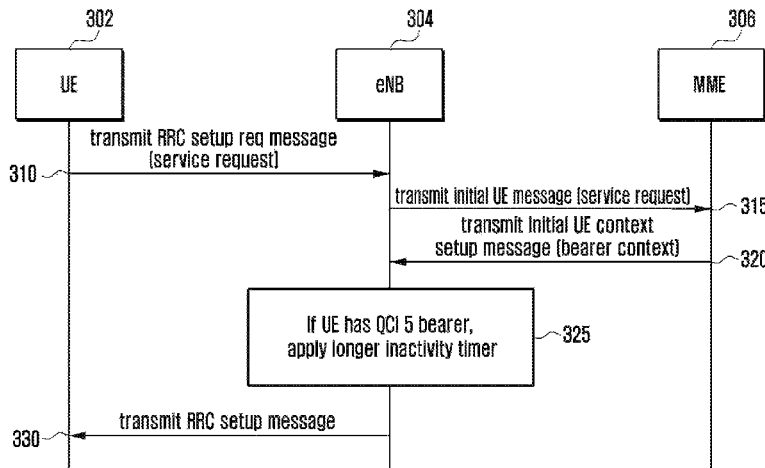 302
304
306
UE
eNB
MME
transmit RRC setup req message
(service request)
310
transmit initial UE message (service request)
315
transmit initial UE context
setup message (bearer context)
320
If UE has QCI 5 bearer,
apply longer inactivity timer
325
transmit RRC setup message
330